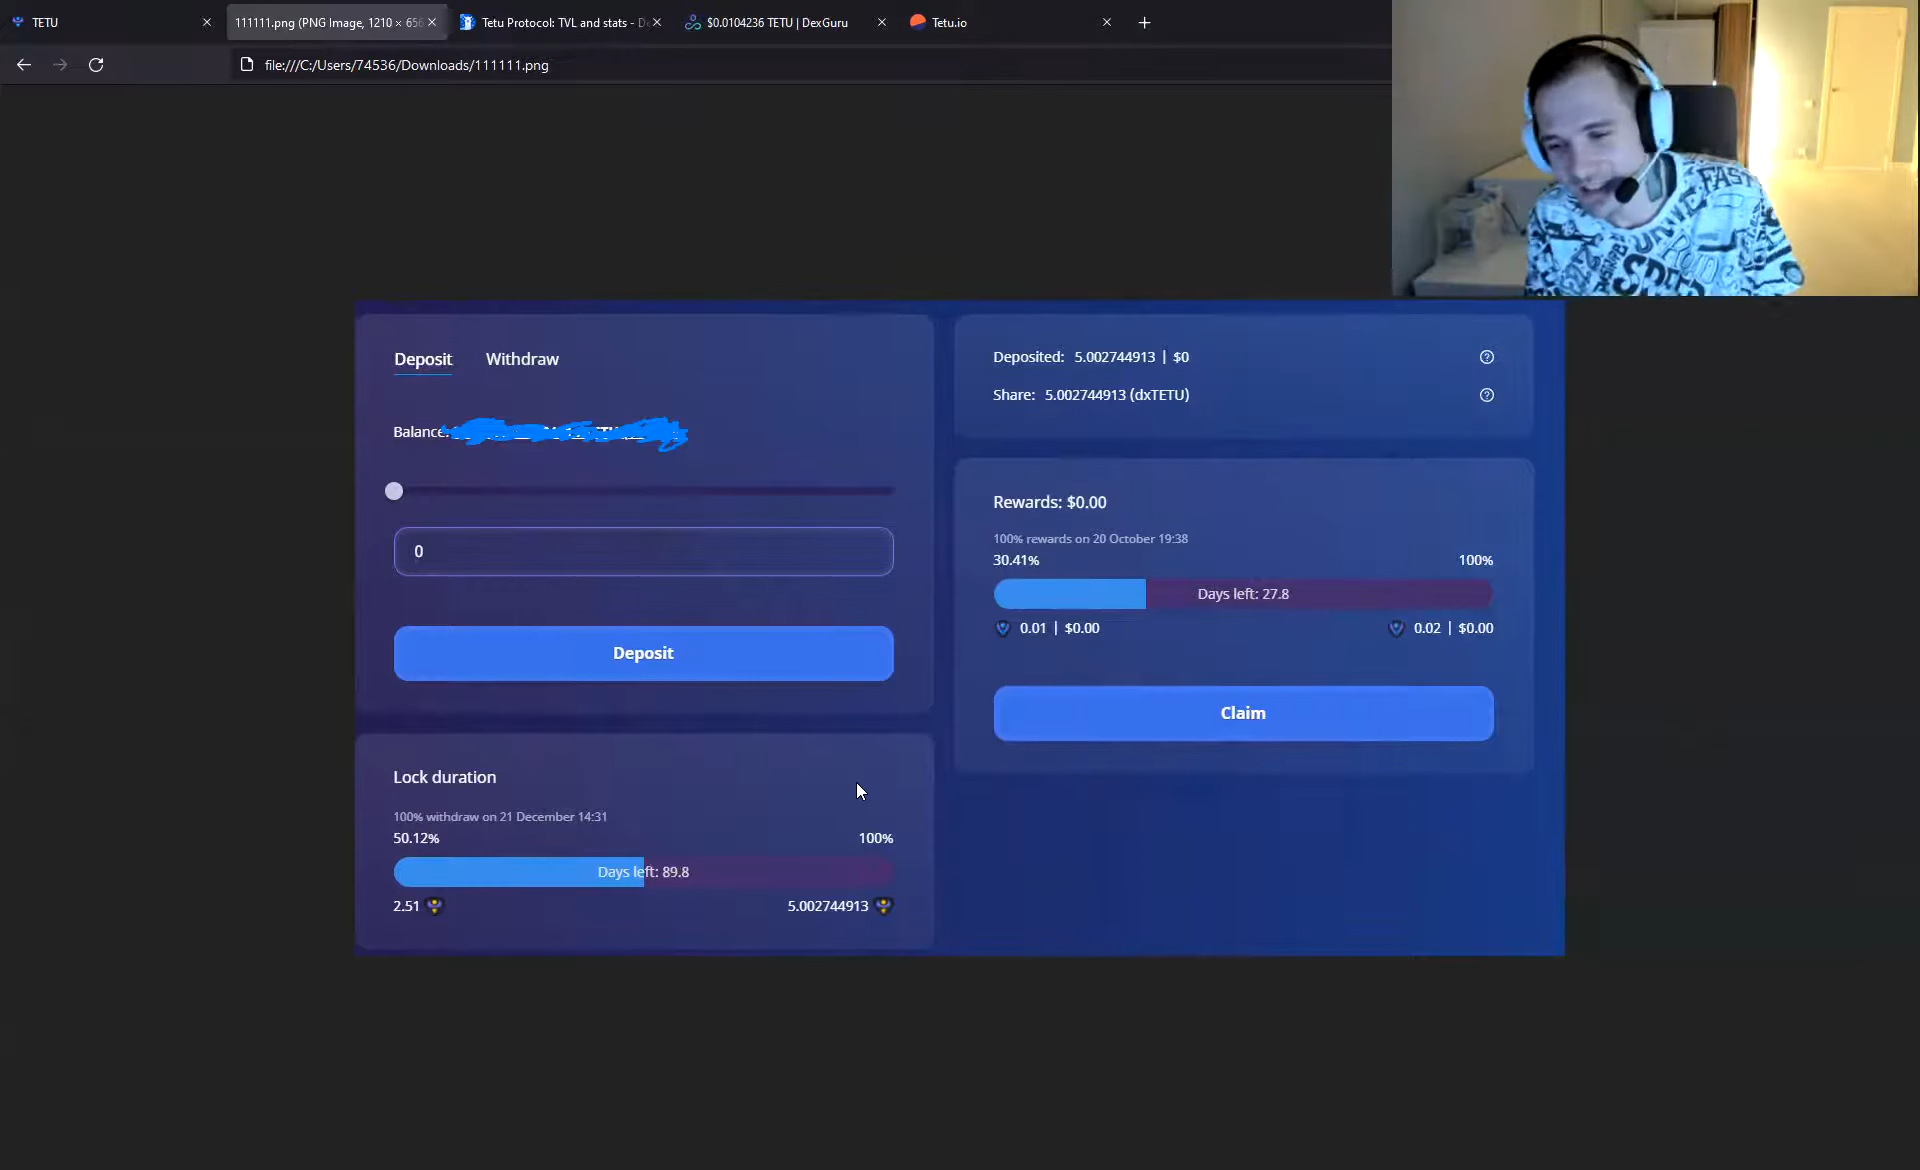 TETU
111111.png (PNG Image, 1210 × 656
Tetu Protocol: TVL and stats - D
$0.0104236 TETU | DexGuru
Tetu.io
file:///C:/Users/74536/Downloads/111111.png
Deposit
Withdraw
Balance:
0
Deposit
Lock duration
100% withdraw on 21 December 14:31
50.12%
100%
Days left: 89.8
2.51
5.002744913
Deposited: 5.002744913 | $0
Share: 5.002744913 (dxTETU)
Rewards: $0.00
100% rewards on 20 October 19:38
30.41%
100%
Days left: 27.8
0.01 | $0.00
0.02 | $0.00
Claim
FAST